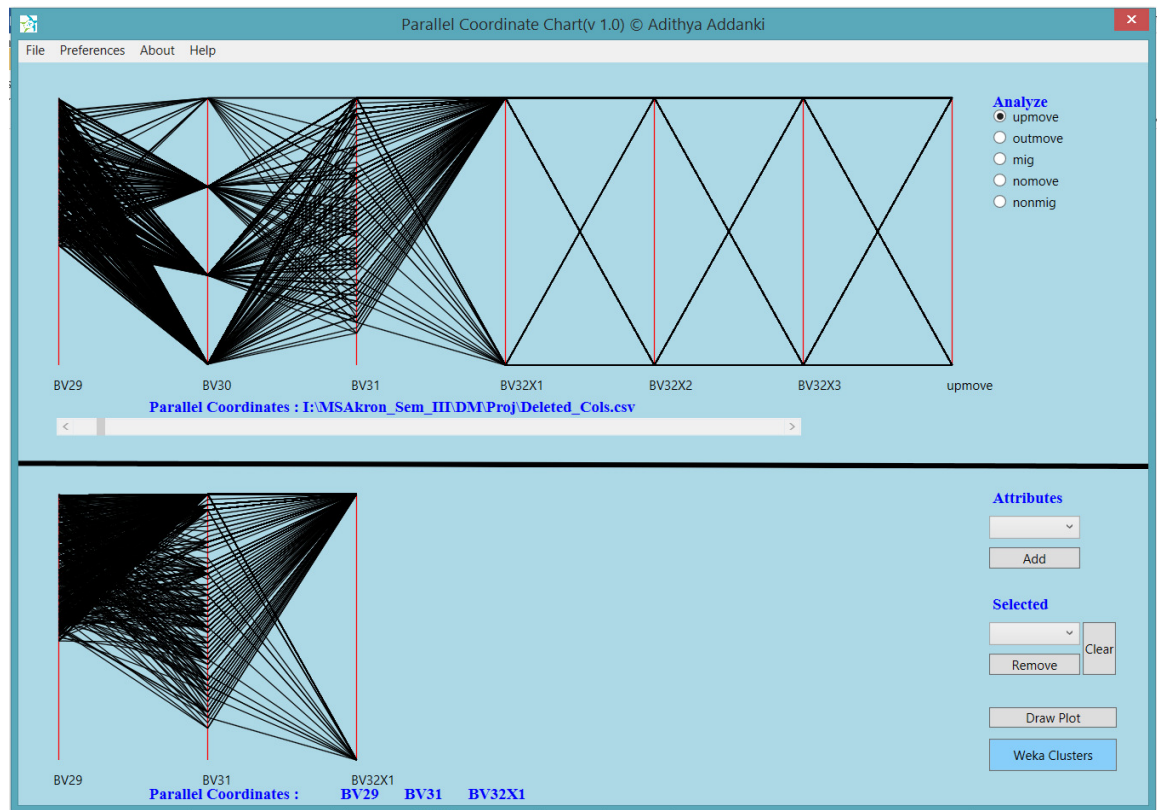 Parallel Coordinate Chart(v 1.0) © Adithya Addanki
File Preferences About Help
Analyze
upmove
outmove
mig
nomove
nonmig
BV29 BV30 BV31 BV32X1 BV32X2 BV32X3 upmove
Parallel Coordinates : I:\MSAkron_Sem_III\DM\Proj\Deleted_Cols.csv
Attributes
Add
Selected
Clear
Remove
Draw Plot
Weka Clusters
BV29 BV31 BV32X1
Parallel Coordinates : BV29 BV31 BV32X1